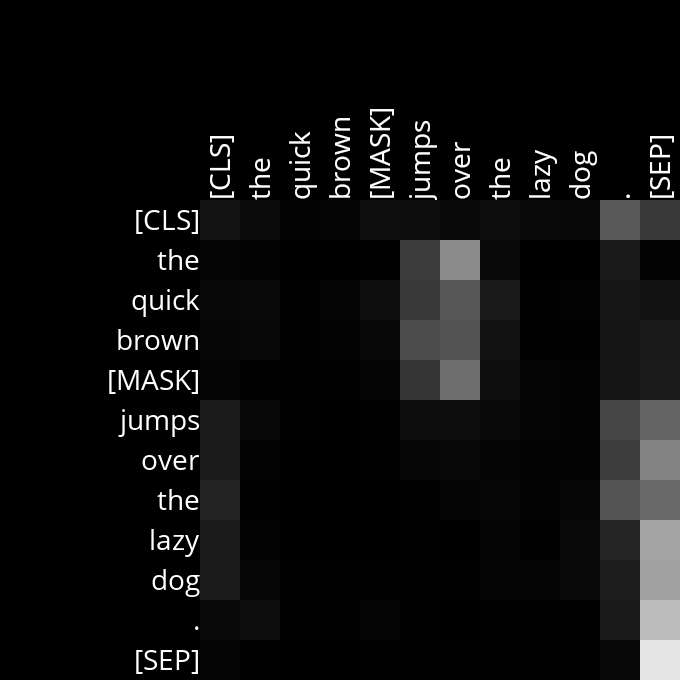 [CLS] the quick brown [MASK] jumps over the lazy dog . [SEP]
[CLS]
the
quick
brown
[MASK]
jumps
over
the
lazy
dog
.
[SEP]